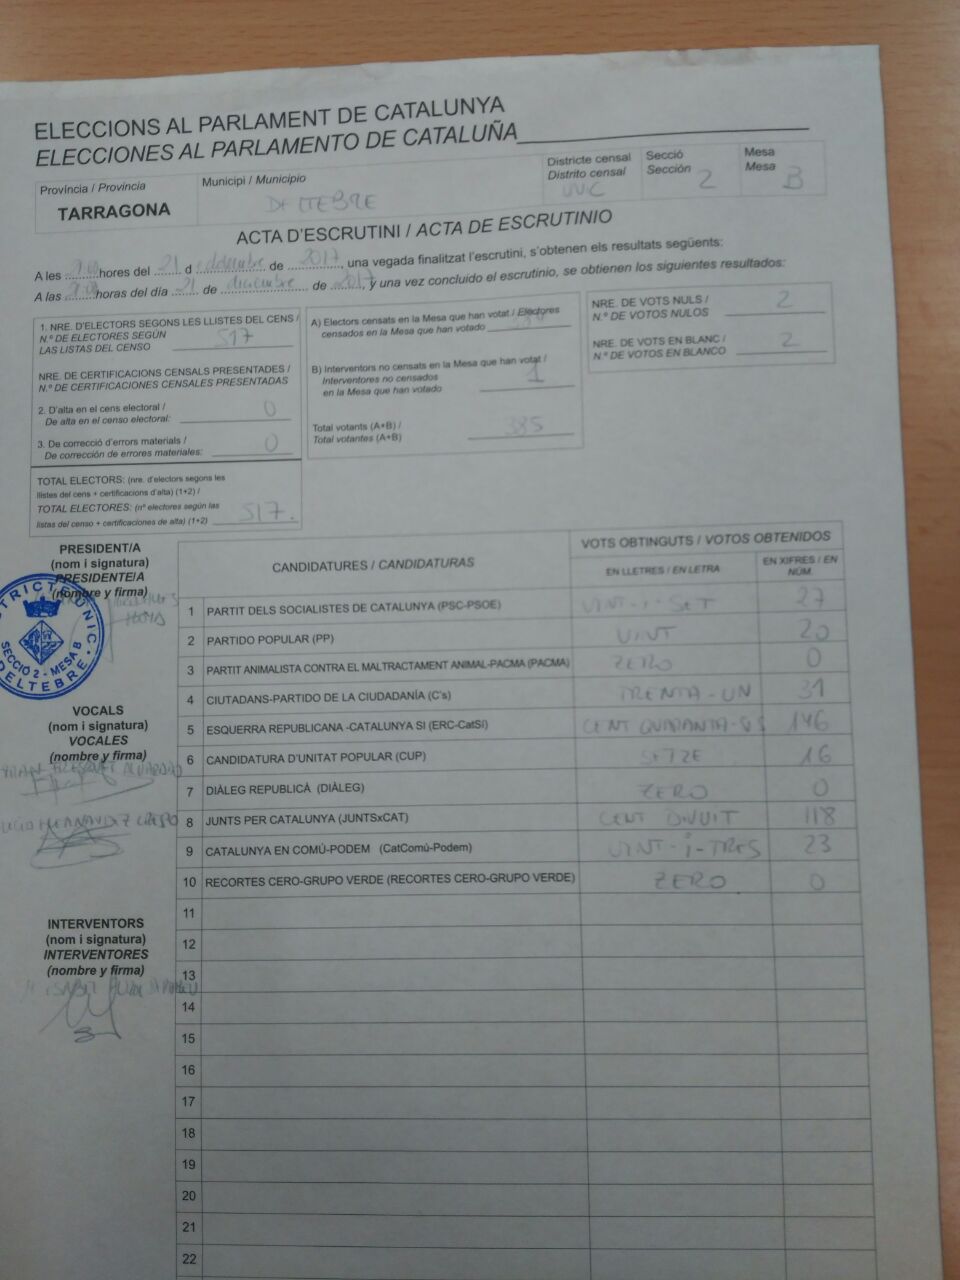 ELECCIONS AL PARLAMENT DE CATALUNYA
ELECCIONES AL PARLAMENTO DE CATALUÑA
Província / Provincia
TARRAGONA
Municipi / Municipio
DELTEBRE
Districte censal
Distrito censal
UNIC
Secció
Sección 2
Mesa
Mesa B
ACTA D'ESCRUTINI / ACTA DE ESCRUTINIO
A les hores del 21 d desembre de 2017, una vegada finalitzat l'escrutini, s'obtenen els resultats següents:
A las horas del día 21 de diciembre de 2017, y una vez concluido el escrutinio, se obtienen los siguientes resultados:
1. NRE. D'ELECTORS SEGONS LES LLISTES DEL CENS /
N.º DE ELECTORES SEGÚN
LAS LISTAS DEL CENSO 517
NRE. DE CERTIFICACIONS CENSALS PRESENTADES /
N.º DE CERTIFICACIONES CENSALES PRESENTADAS
2. D'alta en el cens electoral /
De alta en el censo electoral: 0
3. De correcció d'errors materials /
De corrección de errores materiales: 0
TOTAL ELECTORS: (nre. d'electors segons les
llistes del cens + certificacions d'alta) (1+2) /
TOTAL ELECTORES: (nº electores según las
listas del censo + certificaciones de alta) (1+2) 517.
A) Electors censats en la Mesa que han votat / Electores
censados en la Mesa que han votado
B) Interventors no censats en la Mesa que han votat /
Interventores no censados
en la Mesa que han votado 1
Total votants (A+B) /
Total votantes (A+B) 385
NRE. DE VOTS NULS /
N.º DE VOTOS NULOS 2
NRE. DE VOTS EN BLANC /
N.º DE VOTOS EN BLANCO 2
PRESIDENT/A
(nom i signatura)
PRESIDENTE/A
(nombre y firma)
DISTRICTE UNIC
SECCIÓ 2 - MESA B
DELTEBRE
VOCALS
(nom i signatura)
VOCALES
(nombre y firma)
INTERVENTORS
(nom i signatura)
INTERVENTORES
(nombre y firma)
CANDIDATURES / CANDIDATURAS
VOTS OBTINGUTS / VOTOS OBTENIDOS
EN LLETRES / EN LETRA
EN XIFRES / EN NÚM.
1 PARTIT DELS SOCIALISTES DE CATALUNYA (PSC-PSOE) VINT-I-SET 27
2 PARTIDO POPULAR (PP) VINT 20
3 PARTIT ANIMALISTA CONTRA EL MALTRACTAMENT ANIMAL-PACMA (PACMA) ZERO 0
4 CIUTADANS-PARTIDO DE LA CIUDADANÍA (C's) TRENTA-UN 31
5 ESQUERRA REPUBLICANA -CATALUNYA SI (ERC-CatSí) CENT QUARANTA-SIS 146
6 CANDIDATURA D'UNITAT POPULAR (CUP) SETZE 16
7 DIÀLEG REPUBLICÀ (DIÀLEG) ZERO 0
8 JUNTS PER CATALUNYA (JUNTSxCAT) CENT DIVUIT 118
9 CATALUNYA EN COMÚ-PODEM (CatComú-Podem) VINT-i-TRES 23
10 RECORTES CERO-GRUPO VERDE (RECORTES CERO-GRUPO VERDE) ZERO 0
11
12
13
14
15
16
17
18
19
20
21
22